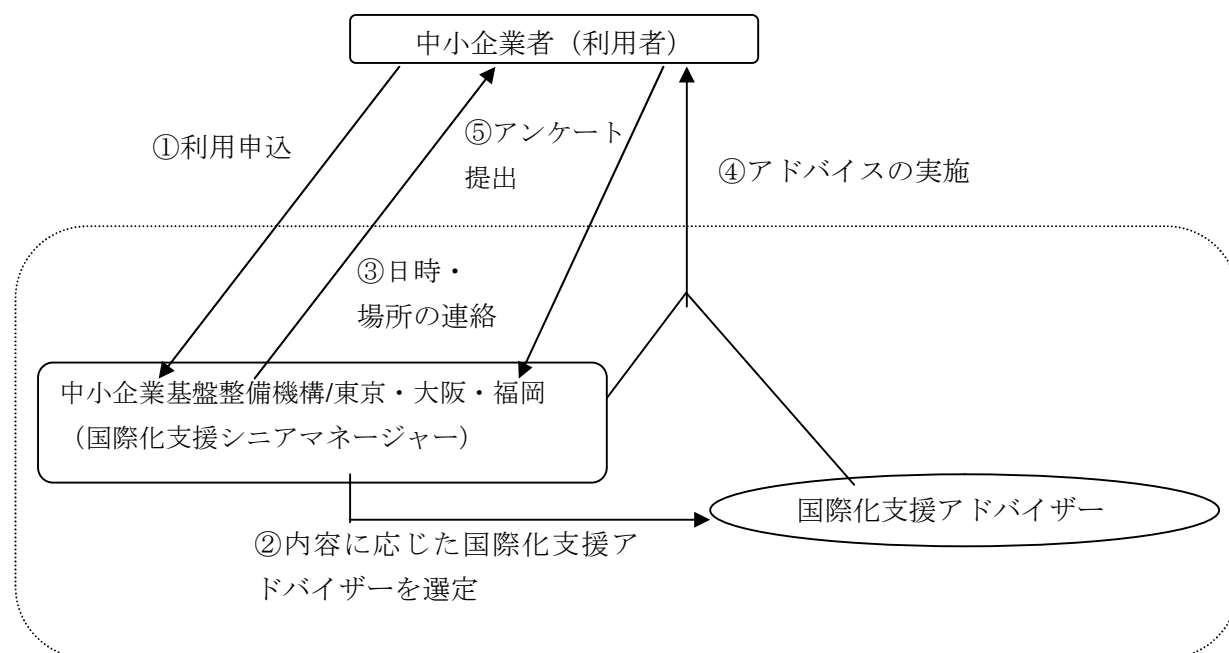 中小企業者（利用者）
①利用申込
⑤アンケート
提出
④アドバイスの実施
③日時・
場所の連絡
中小企業基盤整備機構/東京・大阪・福岡
（国際化支援シニアマネージャー）
国際化支援アドバイザー
②内容に応じた国際化支援ア
ドバイザーを選定